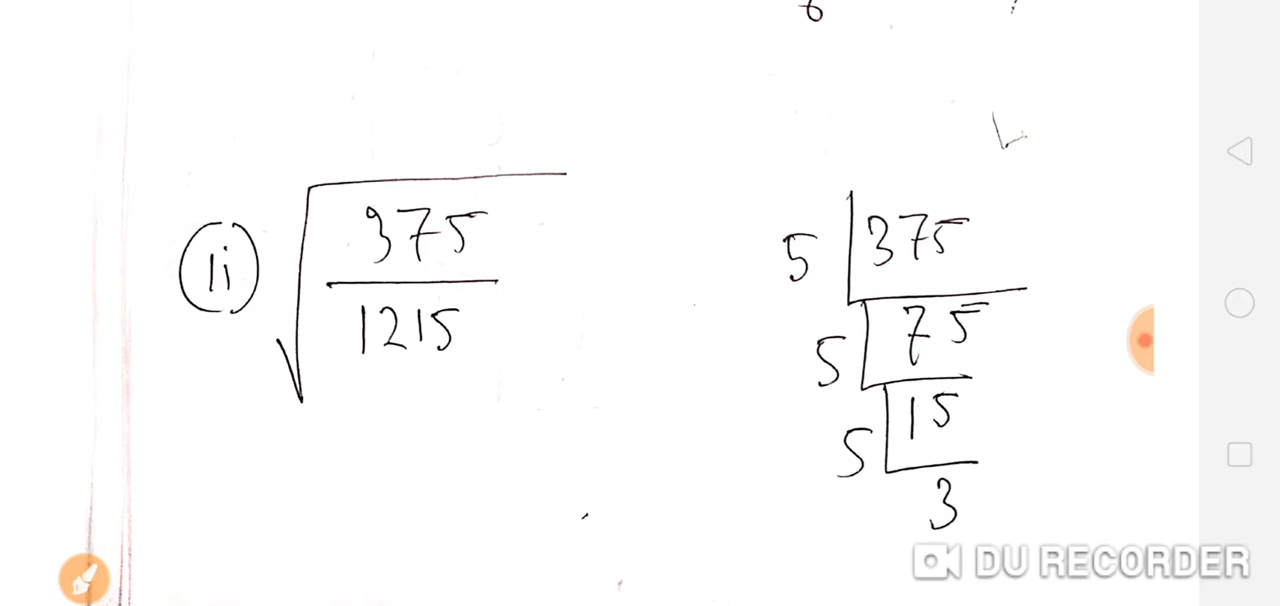 6
(ii) √(375/1215)
5 | 375
5 | 75
5 | 15
3
DU RECORDER